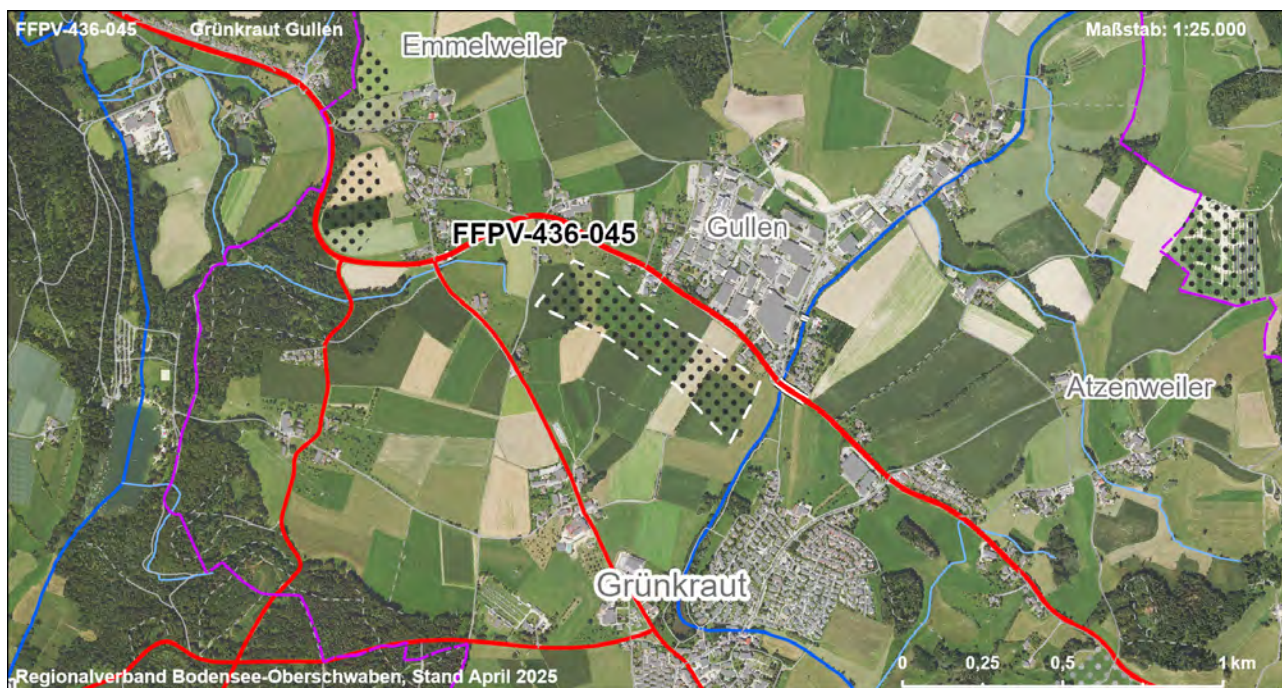 FFPV-436-045 Grünkraut Gullen
Maßstab: 1:25.000
Emmelweiler
FFPV-436-045
Gullen
Atzenweiler
Grünkraut
0 0,25 0,5 1 km
Regionalverband Bodensee-Oberschwaben, Stand April 2025